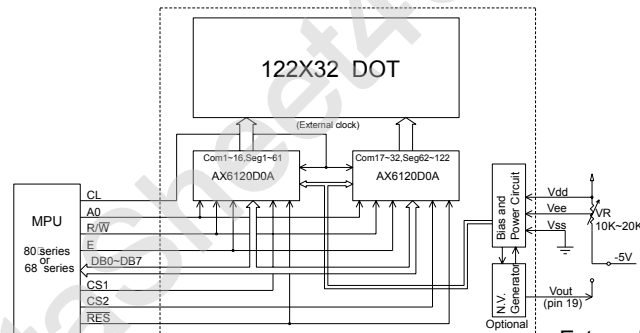 122X32 DOT
(External clock)
Com1~16,Seg1~61
AX6120D0A
Com17~32,Seg62~122
AX6120D0A
MPU
80 series
or
68 series
CL
A0
R/W
E
DB0~DB7
CS1
CS2
RES
Bias and
Power Circuit
N.V.
Generator
Optional
Vdd
Vee
Vss
VR
10K~20K
-5V
Vout
(pin 19)